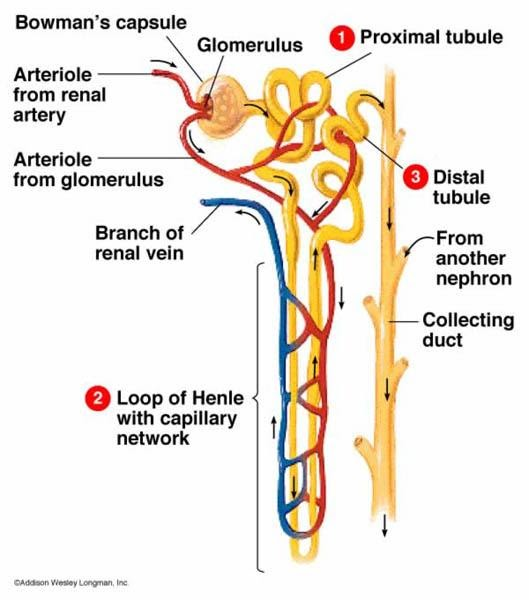 Bowman's capsule
Glomerulus
1 Proximal tubule
Arteriole
from renal
artery
Arteriole
from glomerulus
3 Distal
tubule
Branch of
renal vein
From
another
nephron
Collecting
duct
2 Loop of Henle
with capillary
network
©Addison Wesley Longman, Inc.